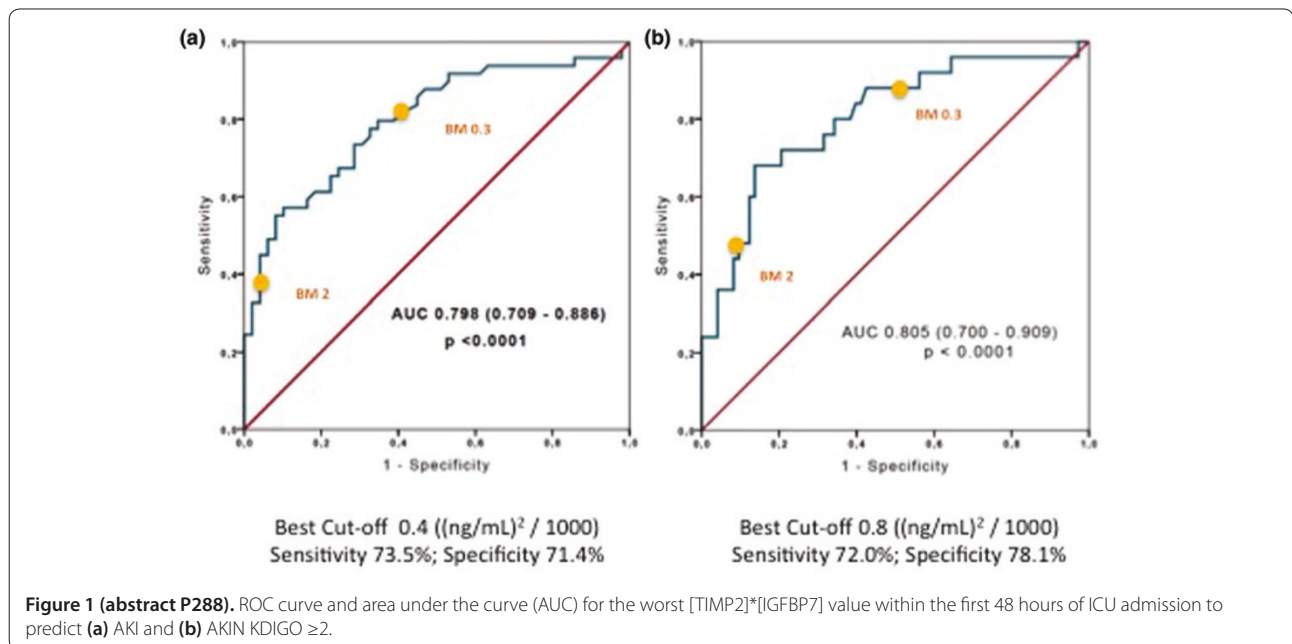 (a)
1,0
0,8
0,6
0,4
0,2
0,0
Sensitivity
BM 0.3
BM 2
AUC 0.798 (0.709 - 0.886)
p <0.0001
0,0 0,2 0,4 0,6 0,8 1,0
1 - Specificity
Best Cut-off 0.4 ((ng/mL)² / 1000)
Sensitivity 73.5%; Specificity 71.4%
(b)
1,0
0,8
0,6
0,4
0,2
0,0
Sensitivity
BM 0.3
BM 2
AUC 0.805 (0.700 - 0.909)
p < 0.0001
0,0 0,2 0,4 0,6 0,8 1,0
1 - Specificity
Best Cut-off 0.8 ((ng/mL)² / 1000)
Sensitivity 72.0%; Specificity 78.1%
Figure 1 (abstract P288). ROC curve and area under the curve (AUC) for the worst [TIMP2]*[IGFBP7] value within the first 48 hours of ICU admission to
predict (a) AKI and (b) AKIN KDIGO ≥2.